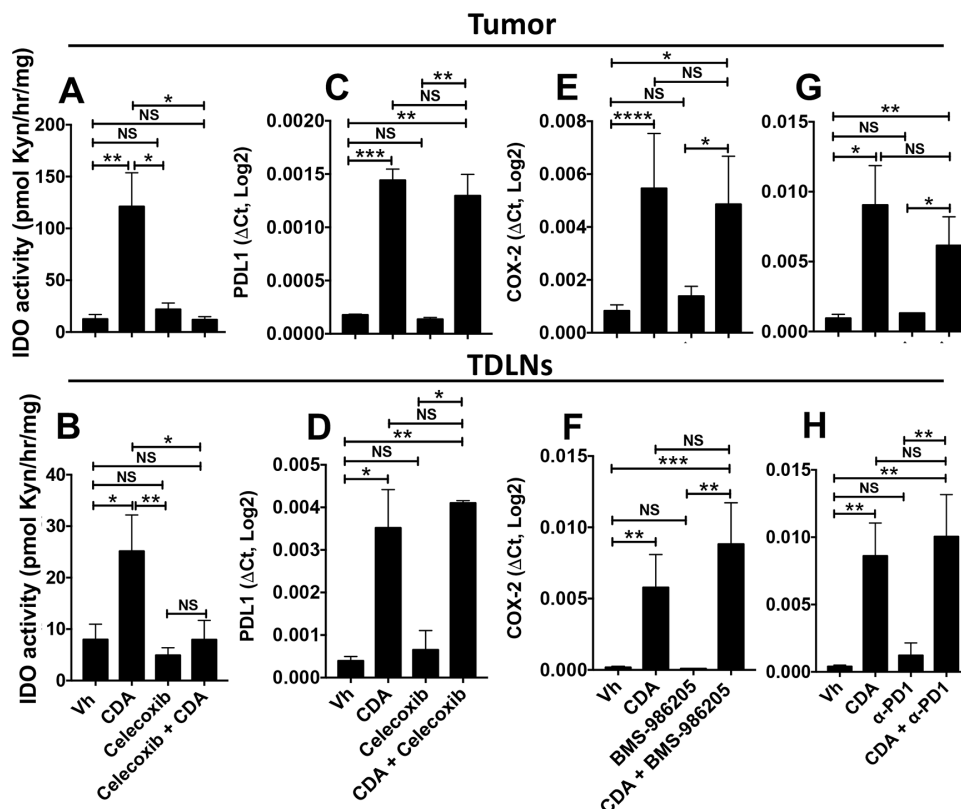 Tumor
A
IDO activity (pmol Kyn/hr/mg)
200
150
100
50
0
*
NS
NS
**
*
C
PDL1 (ΔCt, Log2)
0.0020
0.0015
0.0010
0.0005
0.0000
**
NS
**
NS
***
E
COX-2 (ΔCt, Log2)
0.008
0.006
0.004
0.002
0.000
*
NS
NS
****
*
G
0.015
0.010
0.005
0.000
**
NS
*
NS
*
TDLNs
B
IDO activity (pmol Kyn/hr/mg)
40
30
20
10
0
*
NS
NS
*
**
NS
Vh
CDA
Celecoxib
Celecoxib + CDA
D
PDL1 (ΔCt, Log2)
0.005
0.004
0.003
0.002
0.001
0.000
*
NS
**
NS
*
Vh
CDA
Celecoxib
CDA + Celecoxib
F
COX-2 (ΔCt, Log2)
0.015
0.010
0.005
0.000
NS
***
NS
**
**
Vh
CDA
BMS-986205
CDA + BMS-986205
H
0.015
0.010
0.005
0.000
**
NS
**
NS
**
Vh
CDA
α-PD1
CDA + α-PD1